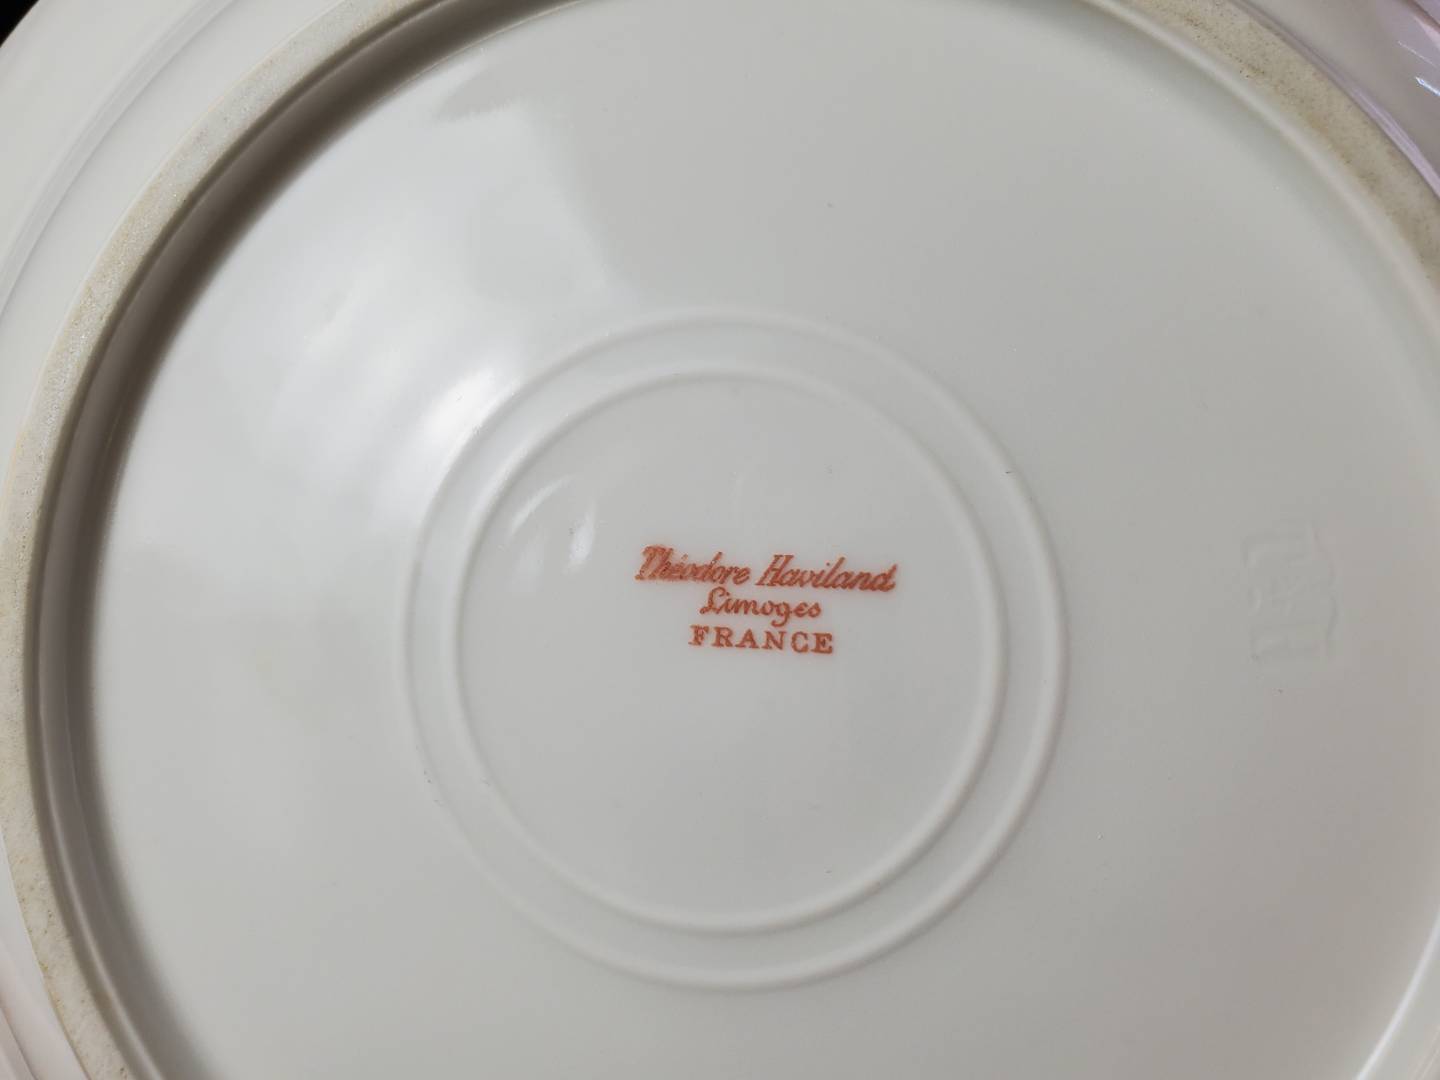 Théodore Haviland
Limoges
FRANCE